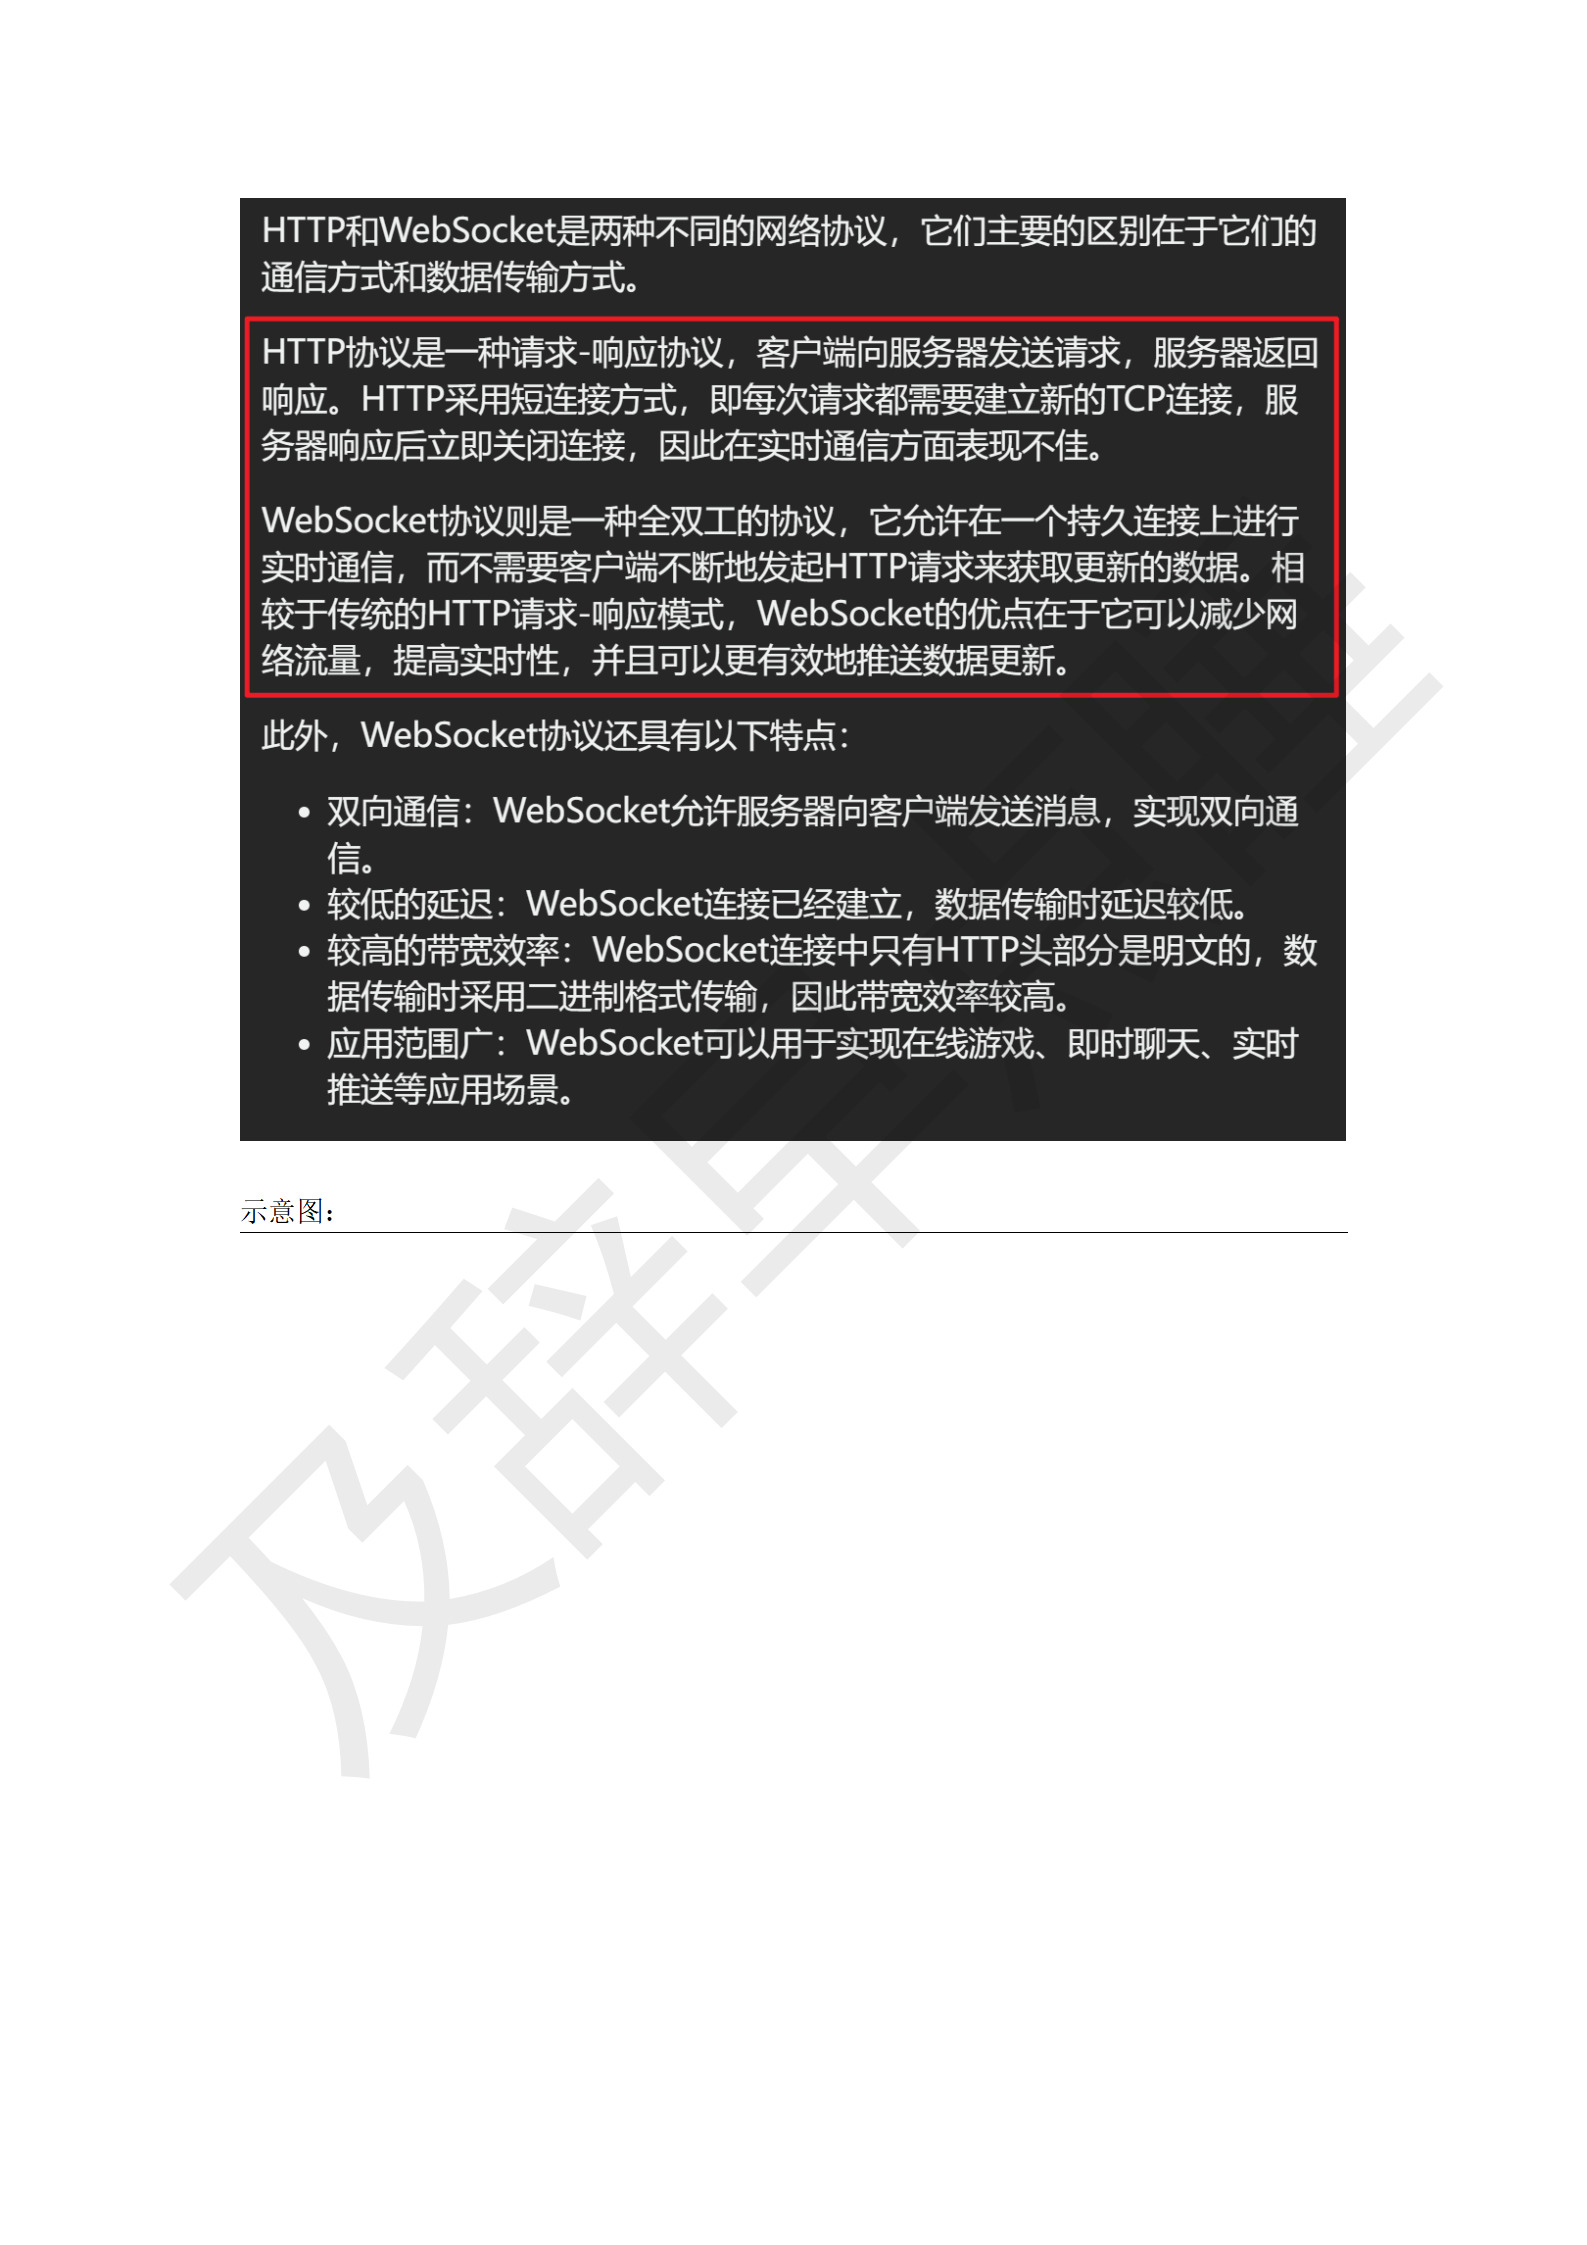 HTTP和WebSocket是两种不同的网络协议，它们主要的区别在于它们的
通信方式和数据传输方式。
HTTP协议是一种请求-响应协议，客户端向服务器发送请求，服务器返回
响应。HTTP采用短连接方式，即每次请求都需要建立新的TCP连接，服
务器响应后立即关闭连接，因此在实时通信方面表现不佳。
WebSocket协议则是一种全双工的协议，它允许在一个持久连接上进行
实时通信，而不需要客户端不断地发起HTTP请求来获取更新的数据。相
较于传统的HTTP请求-响应模式，WebSocket的优点在于它可以减少网
络流量，提高实时性，并且可以更有效地推送数据更新。
此外，WebSocket协议还具有以下特点：
• 双向通信：WebSocket允许服务器向客户端发送消息，实现双向通
信。
• 较低的延迟：WebSocket连接已经建立，数据传输时延迟较低。
• 较高的带宽效率：WebSocket连接中只有HTTP头部分是明文的，数
据传输时采用二进制格式传输，因此带宽效率较高。
• 应用范围广：WebSocket可以用于实现在线游戏、即时聊天、实时
推送等应用场景。
示意图：
及辞早点睡